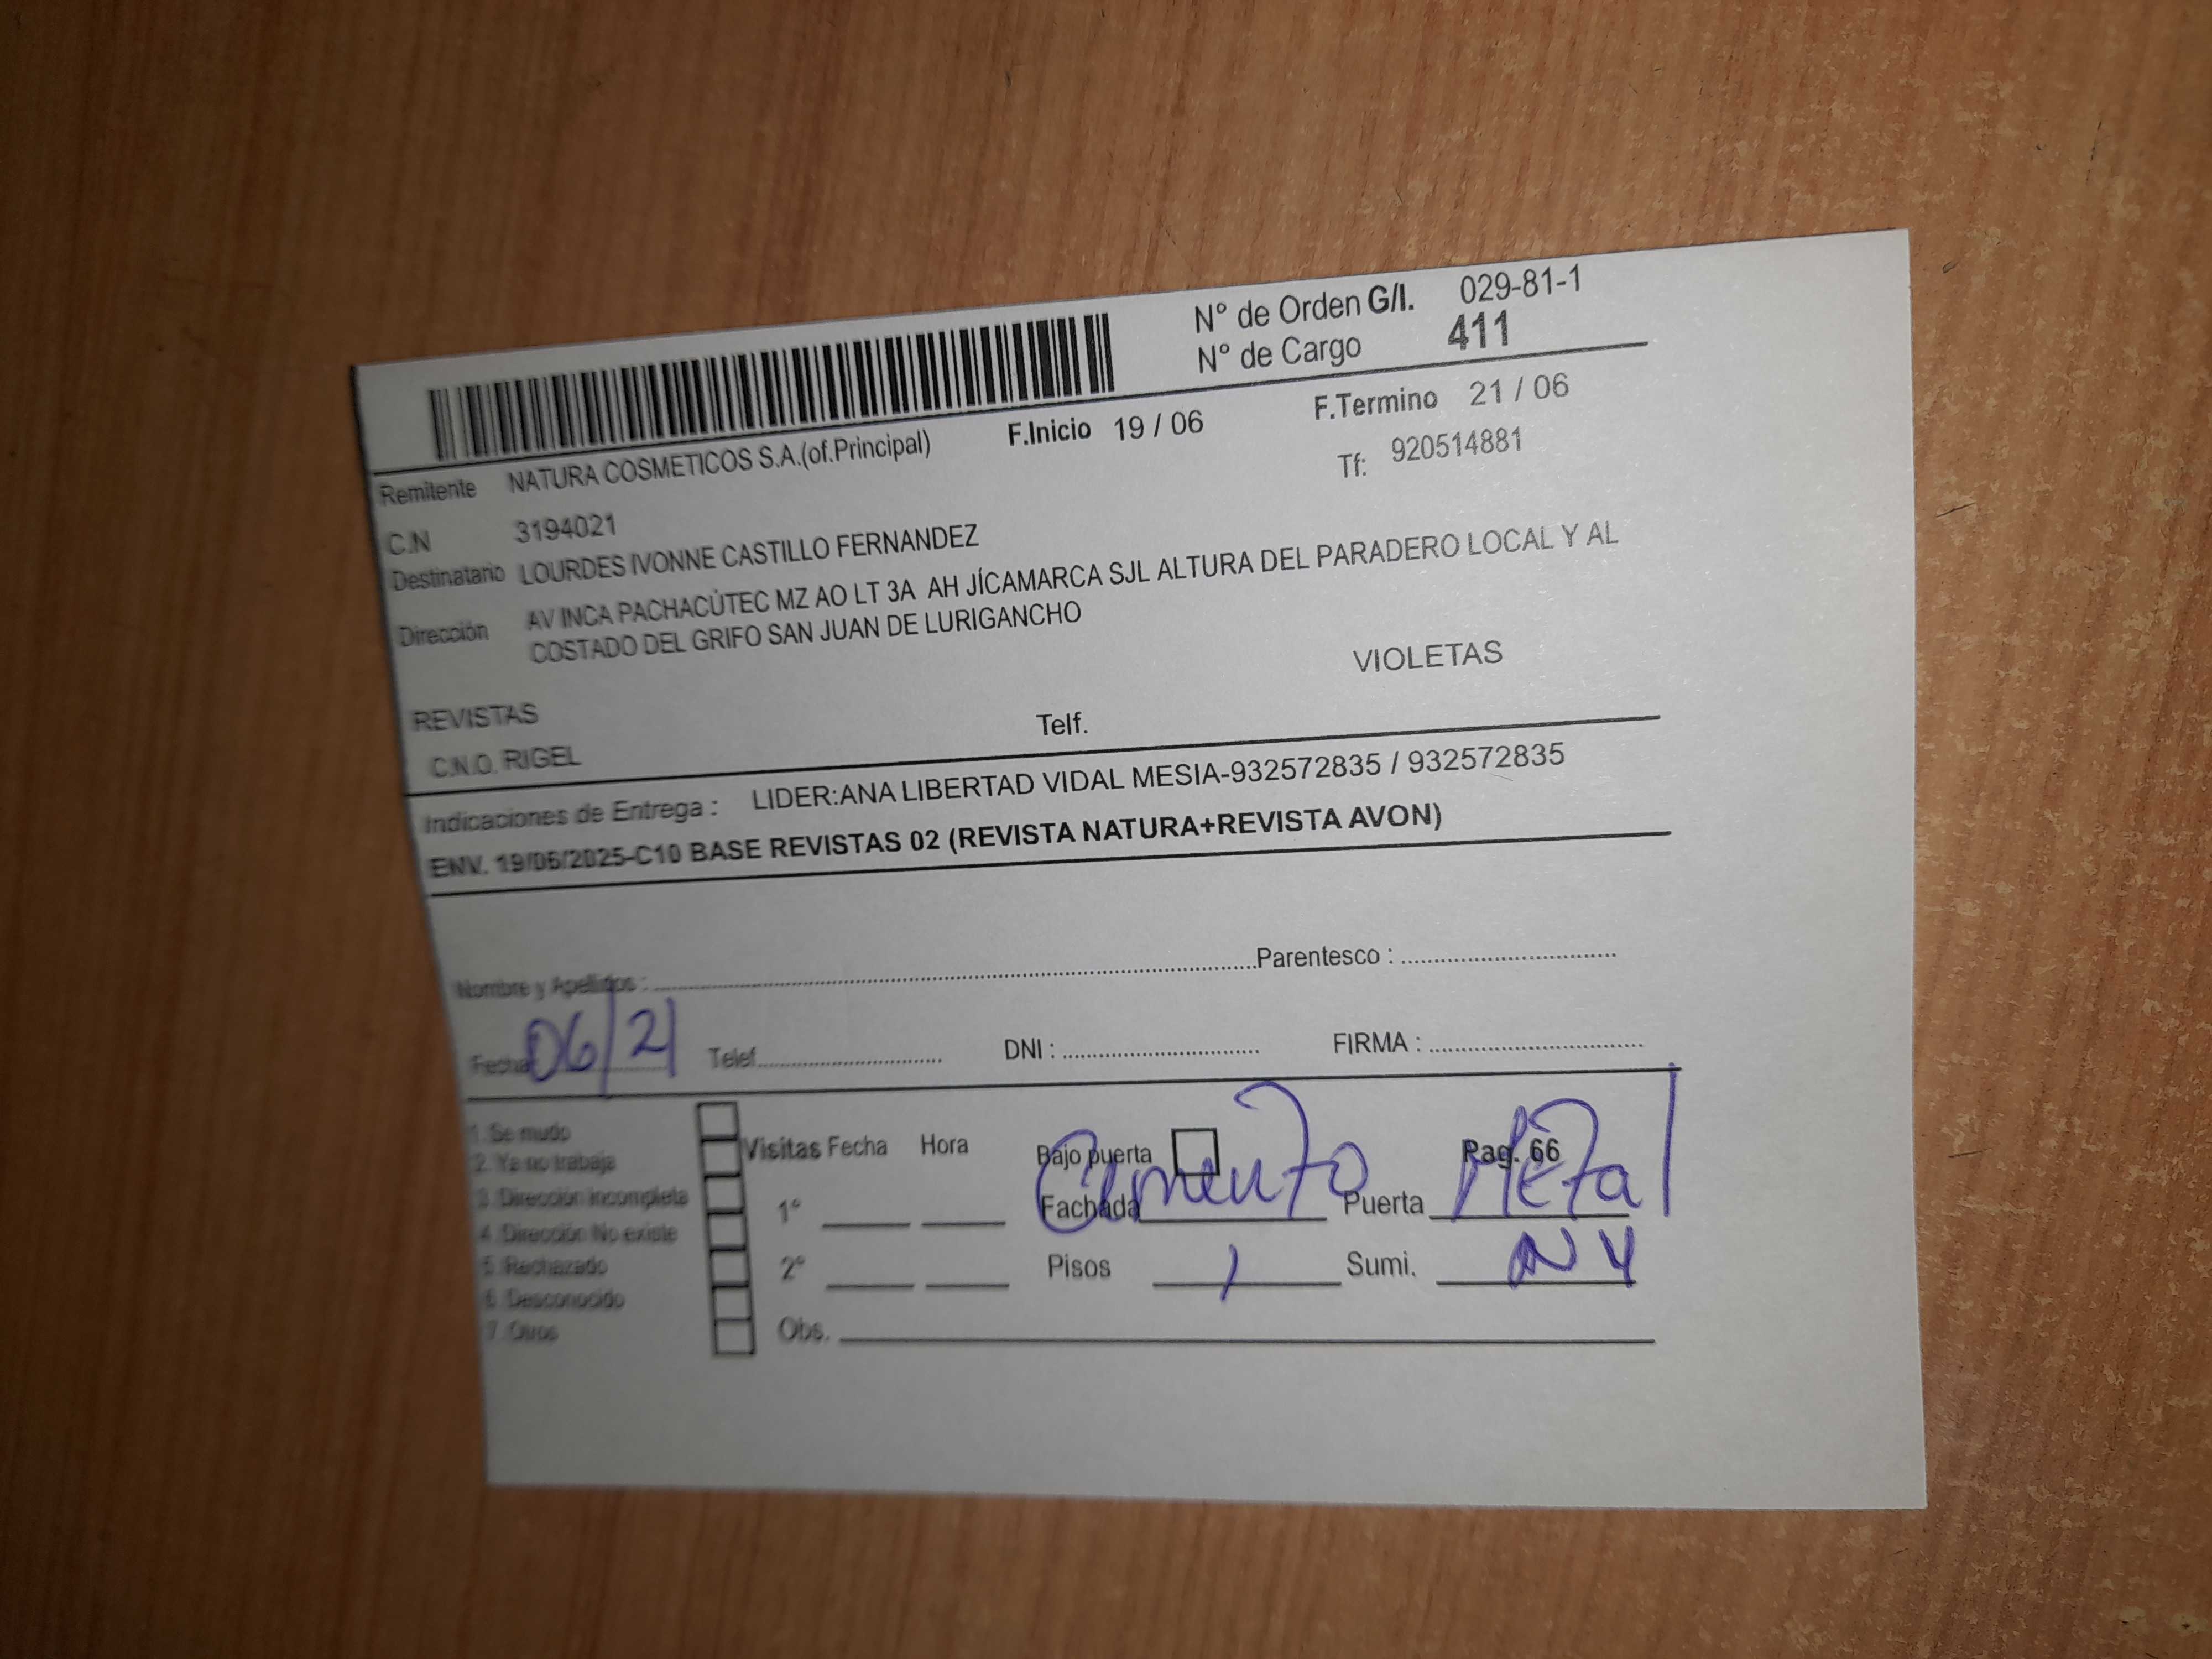 N° de Orden G/I. 029-81-1
N° de Cargo 411
F.Inicio 19 / 06 F.Termino 21 / 06
Remitente NATURA COSMETICOS S.A.(of.Principal) Tf: 920514881
C.N 3194021
Destinatario LOURDES IVONNE CASTILLO FERNANDEZ
Dirección AV INCA PACHACÚTEC MZ AO LT 3A AH JÍCAMARCA SJL ALTURA DEL PARADERO LOCAL Y AL
COSTADO DEL GRIFO SAN JUAN DE LURIGANCHO
VIOLETAS
REVISTAS
C.N.O. RIGEL Telf.
Indicaciones de Entrega : LIDER:ANA LIBERTAD VIDAL MESIA-932572835 / 932572835
ENV. 19/06/2025-C10 BASE REVISTAS 02 (REVISTA NATURA+REVISTA AVON)
Nombre y Apellidos : Parentesco :
Fecha 06/21 Telef. DNI : FIRMA :
1. Se mudo
2. Ya no trabaja
3. Dirección incompleta
4. Dirección No existe
5. Rechazado
6. Desconocido
7. Otros
Visitas Fecha Hora Bajo puerta Pag. 66
1° Fachada Cemento Puerta Metal
2° Pisos 1 Sumi.
Obs.